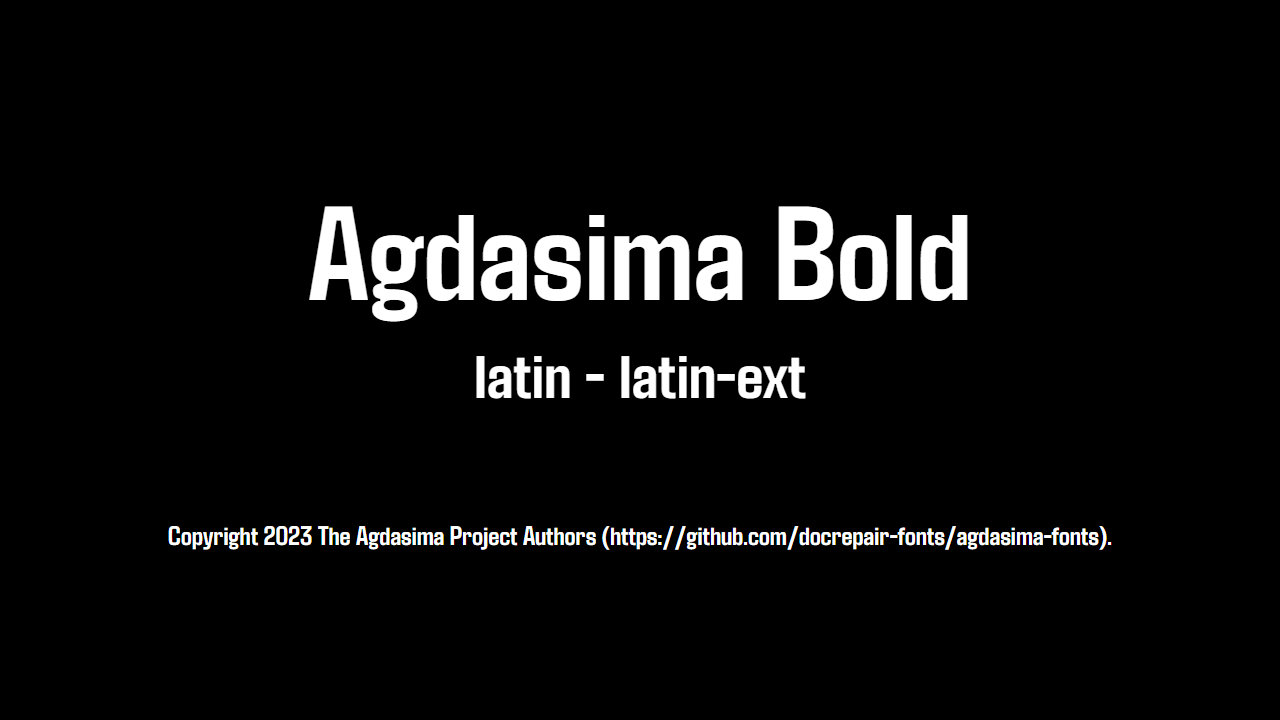 Agdasima Bold
latin - latin-ext
Copyright 2023 The Agdasima Project Authors (https://github.com/docrepair-fonts/agdasima-fonts).